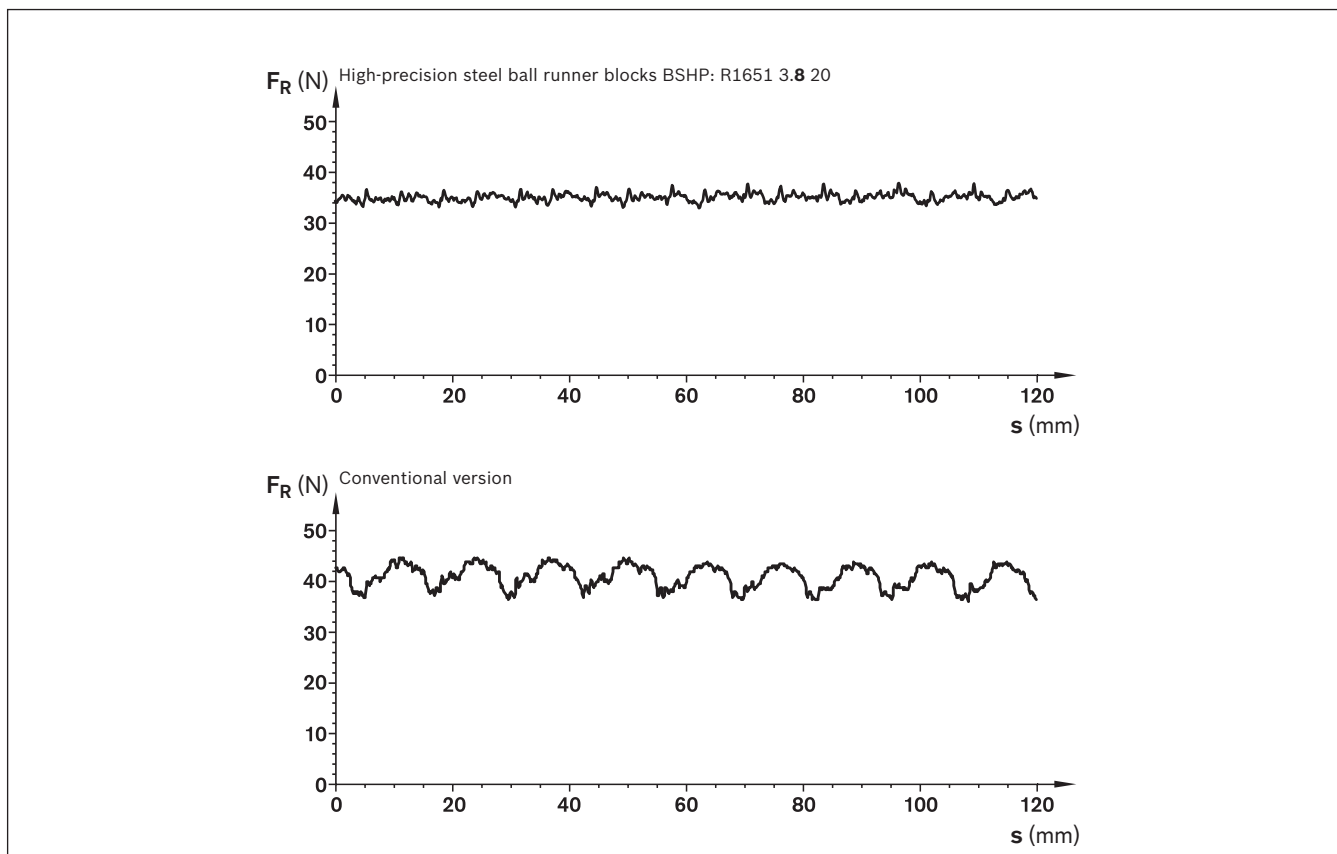 F_R (N) High-precision steel ball runner blocks BSHP: R1651 3.8 20
50
40
30
20
10
0
0 20 40 60 80 100 120
s (mm)
F_R (N) Conventional version
50
40
30
20
10
0
0 20 40 60 80 100 120
s (mm)